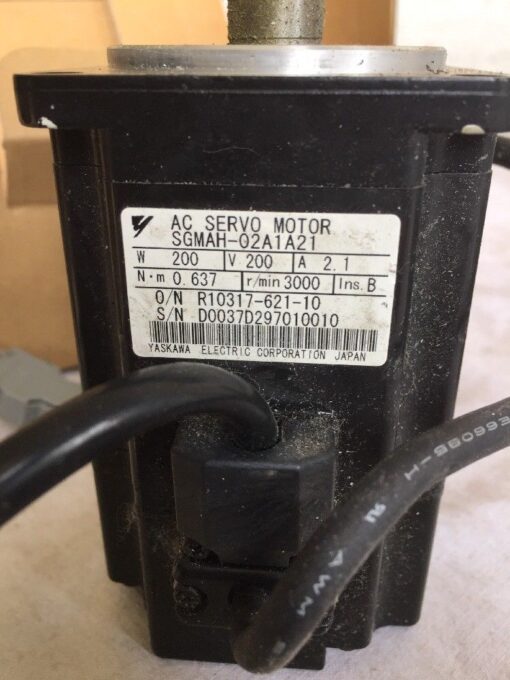 AC SERVO MOTOR
SGMAH-02A1A21
W 200 V 200 A 2.1
N·m 0.637 r/min 3000 Ins. B
O/N R10317-621-10
S/N D0037D297010010
YASKAWA ELECTRIC CORPORATION JAPAN
E66085-H
AWM